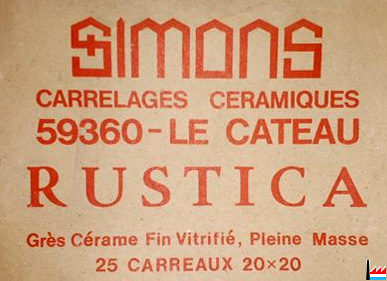 SIMONS
CARRELAGES CERAMIQUES
59360 - LE CATEAU
RUSTICA
Grès Cérame Fin Vitrifié, Pleine Masse
25 CARREAUX 20×20